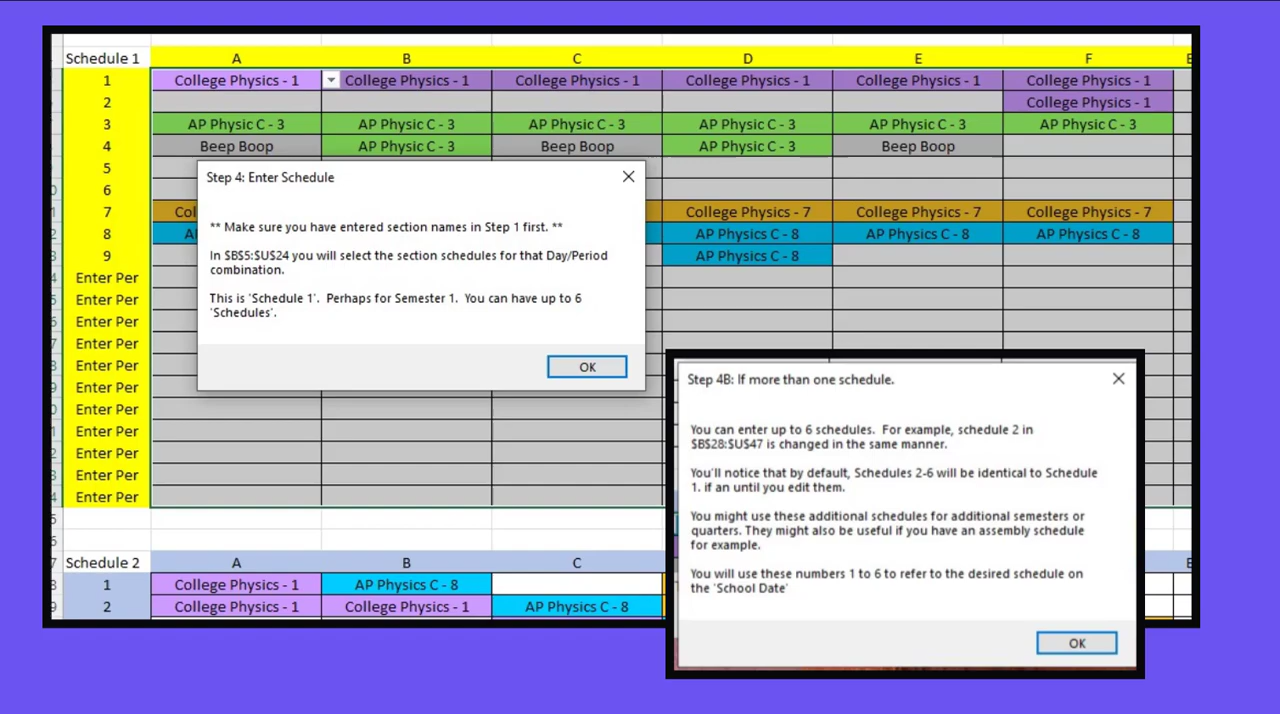 Schedule 1 A B C D E F E
1 College Physics - 1 College Physics - 1 College Physics - 1 College Physics - 1 College Physics - 1 College Physics - 1
2 College Physics - 1
3 AP Physic C - 3 AP Physic C - 3 AP Physic C - 3 AP Physic C - 3 AP Physic C - 3 AP Physic C - 3
4 Beep Boop AP Physic C - 3 Beep Boop AP Physic C - 3 Beep Boop
5
6
7 Col College Physics - 7 College Physics - 7 College Physics - 7
8 A AP Physics C - 8 AP Physics C - 8 AP Physics C - 8
9 AP Physics C - 8
Enter Per
Enter Per
Enter Per
Enter Per
Enter Per
Enter Per
Enter Per
Enter Per
Enter Per
Enter Per
Enter Per
Step 4: Enter Schedule
** Make sure you have entered section names in Step 1 first. **
In $B$5:$U$24 you will select the section schedules for that Day/Period
combination.
This is 'Schedule 1'. Perhaps for Semester 1. You can have up to 6
'Schedules'.
OK
Step 4B: If more than one schedule.
You can enter up to 6 schedules. For example, schedule 2 in
$B$28:$U$47 is changed in the same manner.
You'll notice that by default, Schedules 2-6 will be identical to Schedule
1. if an until you edit them.
You might use these additional schedules for additional semesters or
quarters. They might also be useful if you have an assembly schedule
for example.
You will use these numbers 1 to 6 to refer to the desired schedule on
the 'School Date'
OK
Schedule 2 A B C E
1 College Physics - 1 AP Physics C - 8
2 College Physics - 1 College Physics - 1 AP Physics C - 8